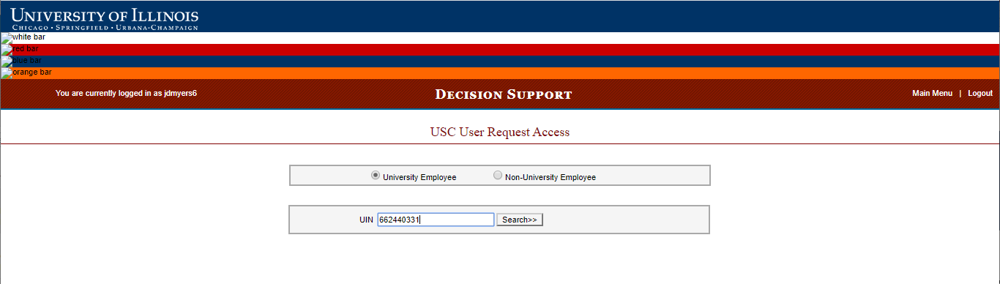 UNIVERSITY OF ILLINOIS
CHICAGO • SPRINGFIELD • URBANA-CHAMPAIGN
white bar
red bar
blue bar
orange bar
You are currently logged in as jdmyers6
DECISION SUPPORT
Main Menu | Logout
USC User Request Access
University Employee
Non-University Employee
UIN 662440331 Search>>